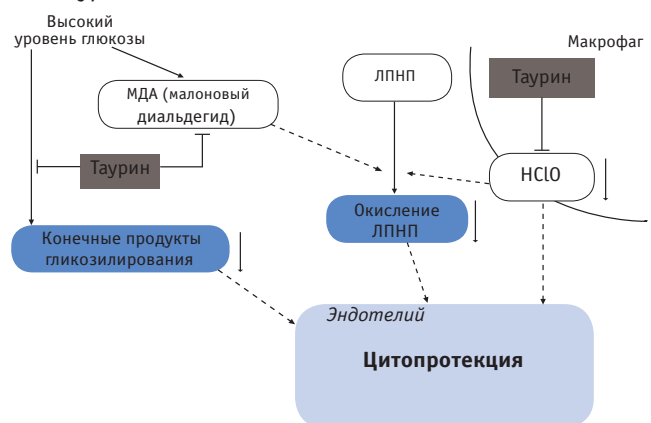 Высокий
уровень глюкозы
Макрофаг
ЛПНП
Таурин
МДА (малоновый
диальдегид)
Таурин
HClO
Окисление
ЛПНП
Конечные продукты
гликозилирования
Эндотелий
Цитопротекция